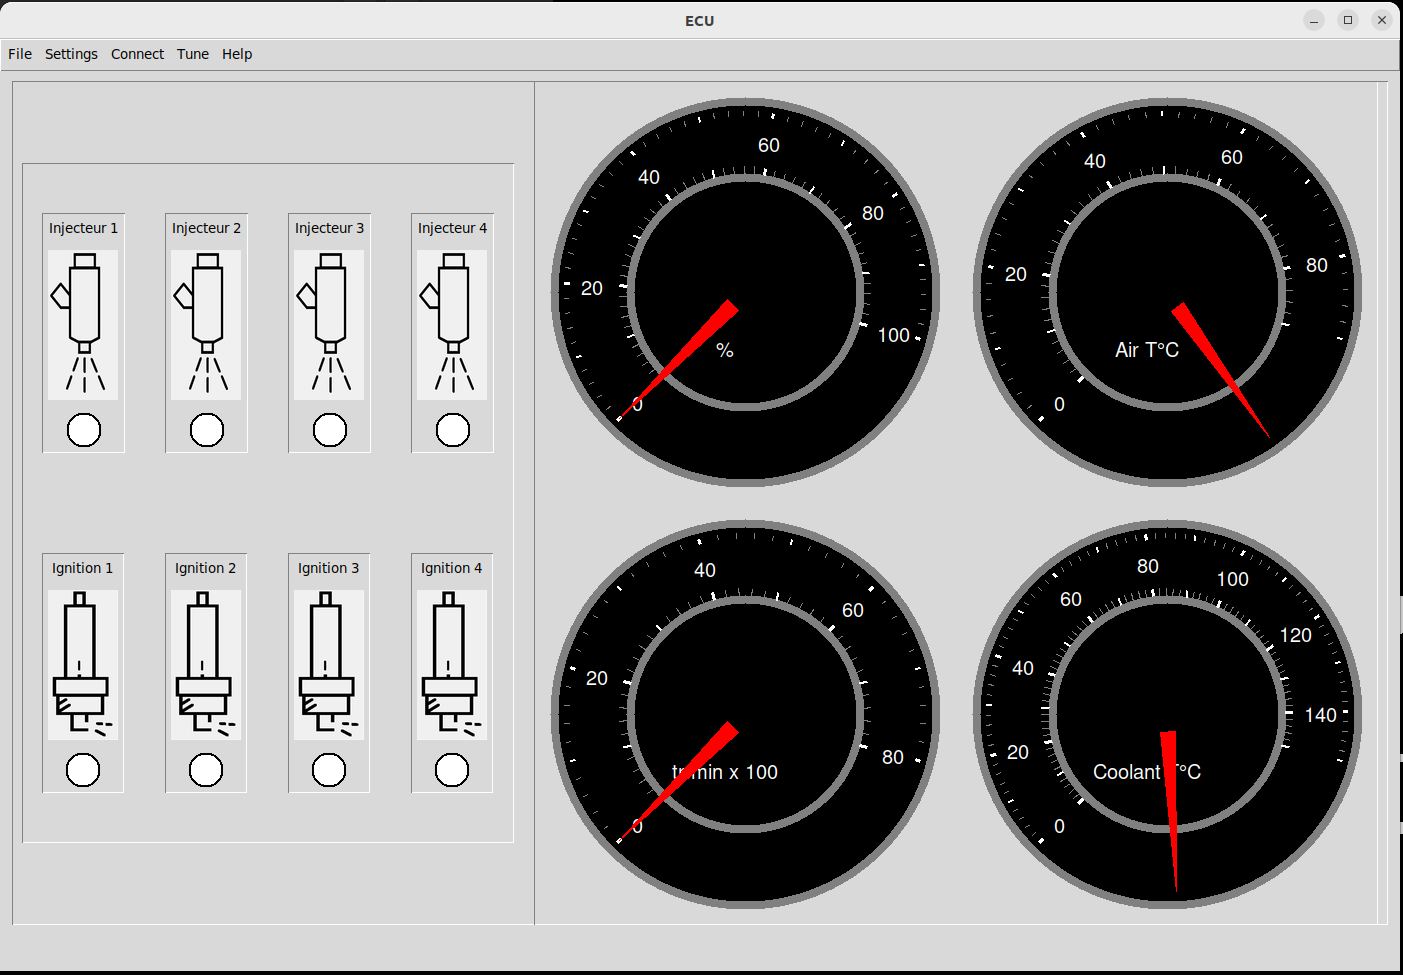 ECU
File Settings Connect Tune Help
Injecteur 1 Injecteur 2 Injecteur 3 Injecteur 4
Ignition 1 Ignition 2 Ignition 3 Ignition 4
0 20 40 60 80 100
%
0 20 40 60 80
Air T°C
0 20 40 60 80
tr/min x 100
0 20 40 60 80 100 120 140
Coolant T°C